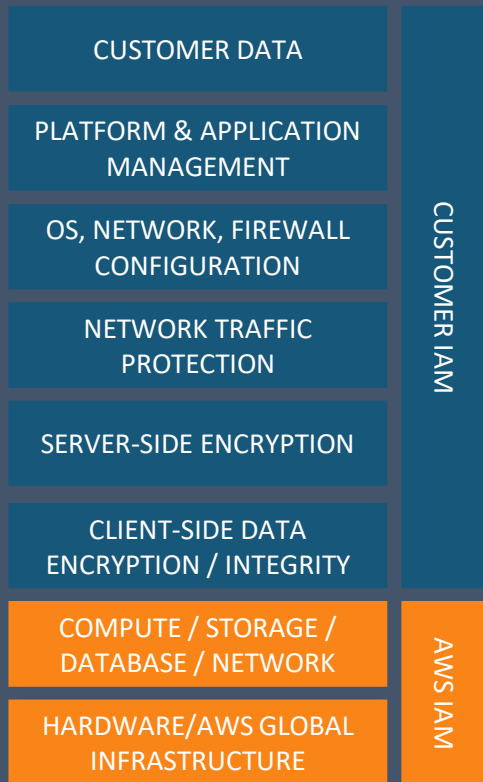 CUSTOMER DATA
PLATFORM & APPLICATION
MANAGEMENT
OS, NETWORK, FIREWALL
CONFIGURATION
NETWORK TRAFFIC
PROTECTION
SERVER-SIDE ENCRYPTION
CLIENT-SIDE DATA
ENCRYPTION / INTEGRITY
CUSTOMER IAM
COMPUTE / STORAGE /
DATABASE / NETWORK
HARDWARE/AWS GLOBAL
INFRASTRUCTURE
AWS IAM